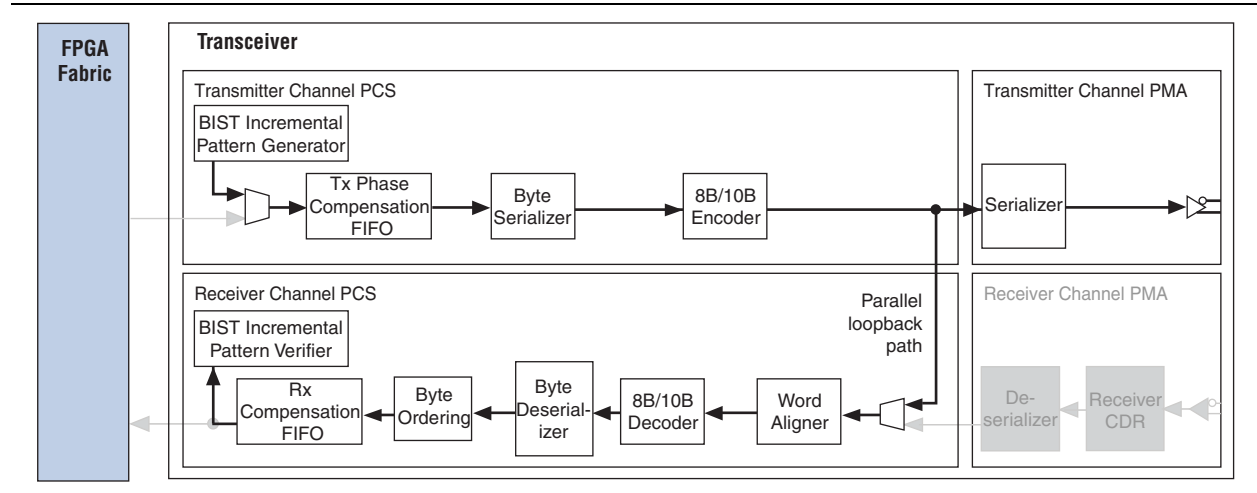 FPGA
Fabric
Transceiver
Transmitter Channel PCS
BIST Incremental
Pattern Generator
Tx Phase
Compensation
FIFO
Byte
Serializer
8B/10B
Encoder
Transmitter Channel PMA
Serializer
Receiver Channel PCS
BIST Incremental
Pattern Verifier
Rx
Compensation
FIFO
Byte
Ordering
Byte
Deserial-
izer
8B/10B
Decoder
Word
Aligner
Parallel
loopback
path
Receiver Channel PMA
De-
serializer
Receiver
CDR